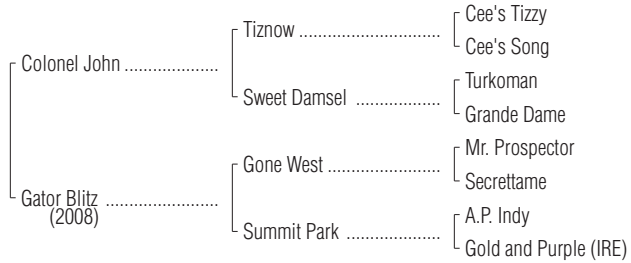 Cee's Tizzy
Tiznow ......................................
Cee's Song
Colonel John .........................
Turkoman
Sweet Damsel ......................
Grande Dame
Mr. Prospector
Gone West .............................
Secrettame
Gator Blitz .............................
(2008)
A.P. Indy
Summit Park .........................
Gold and Purple (IRE)